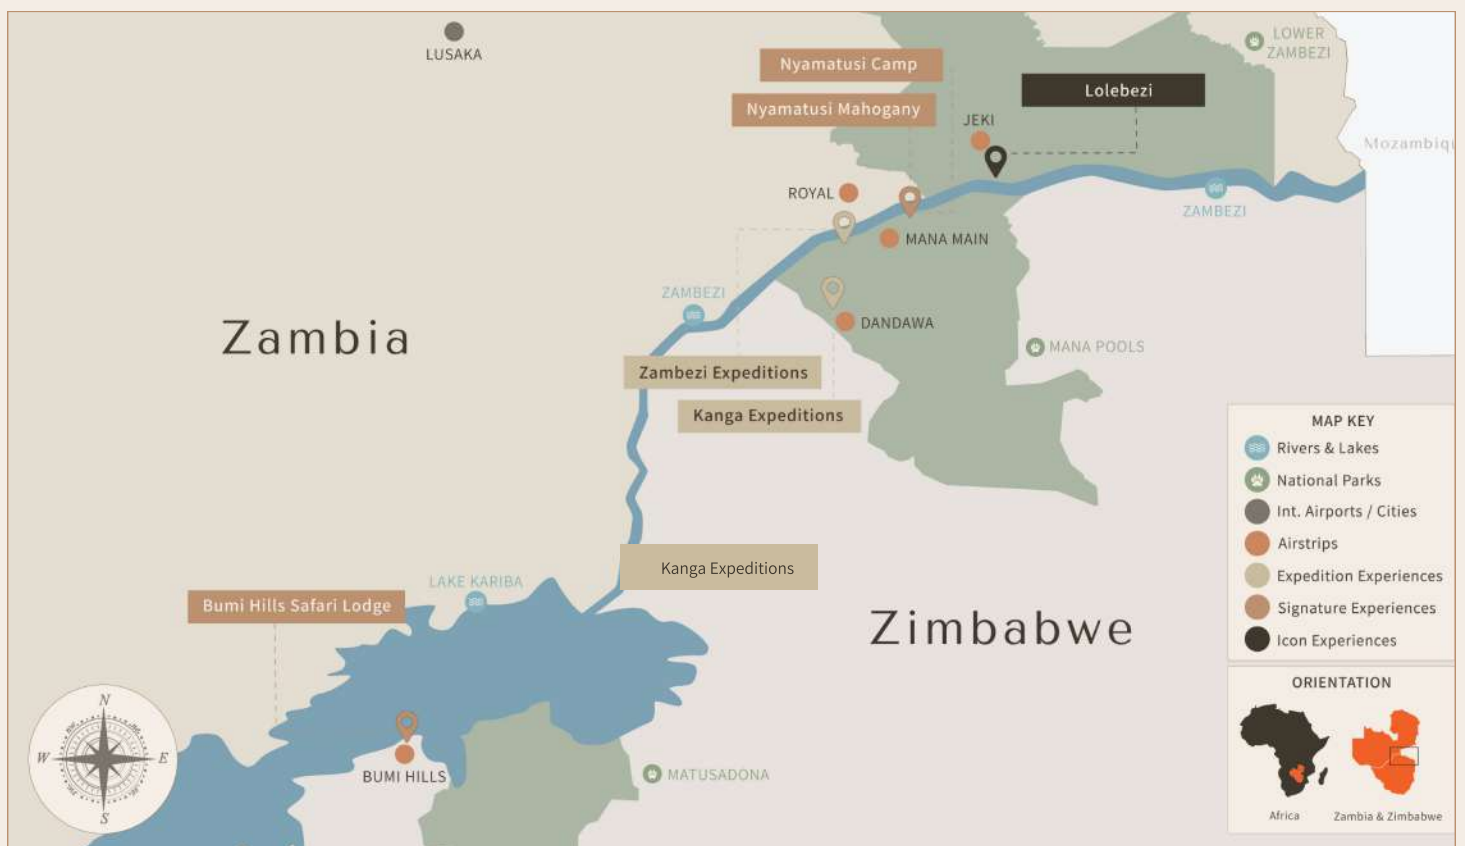 LUSAKA
LOWER
ZAMBEZI
Nyamatusi Camp
Lolebezi
Nyamatusi Mahogany
JEKI
Mozambiqu
ROYAL
ZAMBEZI
MANA MAIN
ZAMBEZI
DANDAWA
Zambia
MANA POOLS
Zambezi Expeditions
Kanga Expeditions
MAP KEY
Rivers & Lakes
National Parks
Int. Airports / Cities
Airstrips
Expedition Experiences
Signature Experiences
Icon Experiences
Kanga Expeditions
LAKE KARIBA
Bumi Hills Safari Lodge
Zimbabwe
ORIENTATION
Africa
Zambia & Zimbabwe
N
W
E
S
BUMI HILLS
MATUSADONA